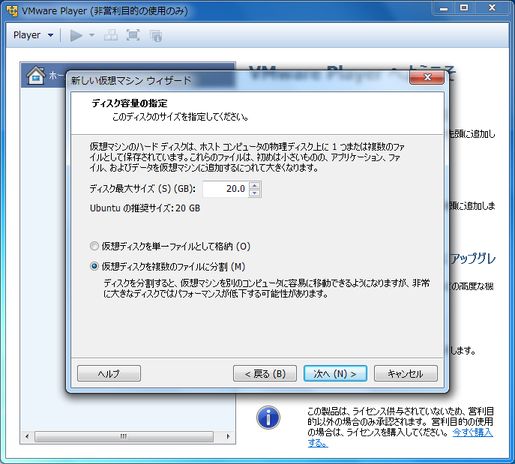 VMware Player (非営利目的の使用のみ)
Player
ホー
VMware Player へようこそ
新しい仮想マシン ウィザード
ディスク容量の指定
このディスクのサイズを指定してください。
仮想マシンのハード ディスクは、ホスト コンピュータの物理ディスク上に 1 つまたは複数のファ
イルとして保存されています。これらのファイルは、初めは小さいものの、アプリケーション、ファ
イル、およびデータを仮想マシンに追加するにつれて大きくなります。
ディスク最大サイズ (S) (GB):
20.0
Ubuntu の推奨サイズ: 20 GB
仮想ディスクを単一ファイルとして格納 (O)
仮想ディスクを複数のファイルに分割 (M)
ディスクを分割すると、仮想マシンを別のコンピュータに容易に移動できるようになりますが、非常
に大きなディスクではパフォーマンスが低下する可能性があります。
ヘルプ
< 戻る (B)
次へ (N) >
キャンセル
先頭に追加し
頭に追加しま
アップグレ
の高度な機
します。
この製品は、ライセンス供与されていないため、営利目
的以外の場合のみ承認されます。営利目的の使用
の場合は、ライセンスを購入してください。今すぐ購入
する。